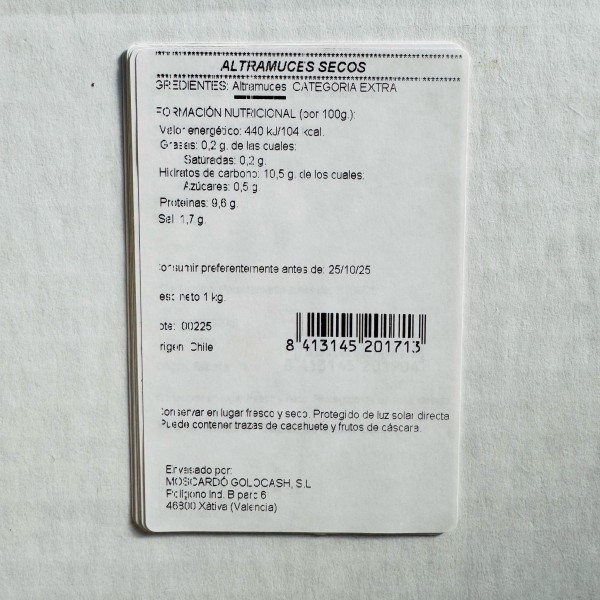 ALTRAMUCES SECOS
GREDIENTES: Altramuces. CATEGORIA EXTRA
FORMACIÓN NUTRICIONAL (por 100g.):
Valor energético: 440 kJ/104 kcal.
Grasas: 0,2 g. de las cuales:
Saturadas: 0,2 g.
Hidratos de carbono: 10,5 g. de los cuales:
Azúcares: 0,5 g.
Proteinas: 9,6 g.
Sal: 1,7 g.
onsumir preferentemente antes de: 25/10/25
eso neto 1 kg.
ote: 00225
rigen: Chile
8 413145 201713
Conservar en lugar fresco y seco. Protegido de luz solar directa
Puede contener trazas de cacahuete y frutos de cáscara.
Envasado por:
MOSCARDÓ GOLOCASH, S.L
Polígono Ind. B parc 6
46800 Xátiva (Valencia)